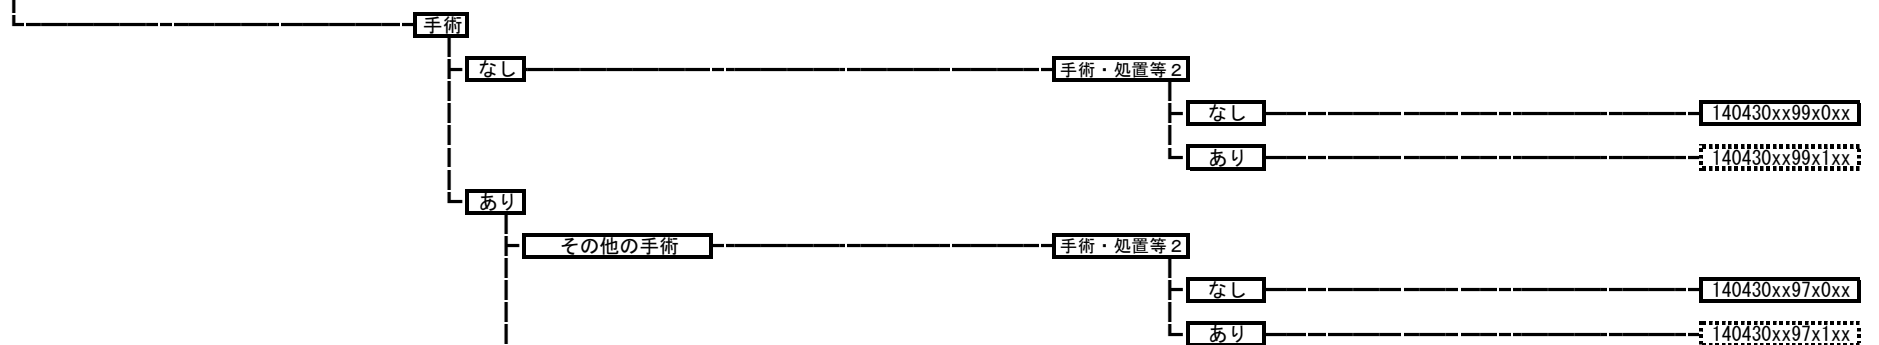 手術
なし 手術・処置等２
なし 140430xx99x0xx
あり 140430xx99x1xx
あり
その他の手術 手術・処置等２
なし 140430xx97x0xx
あり 140430xx97x1xx